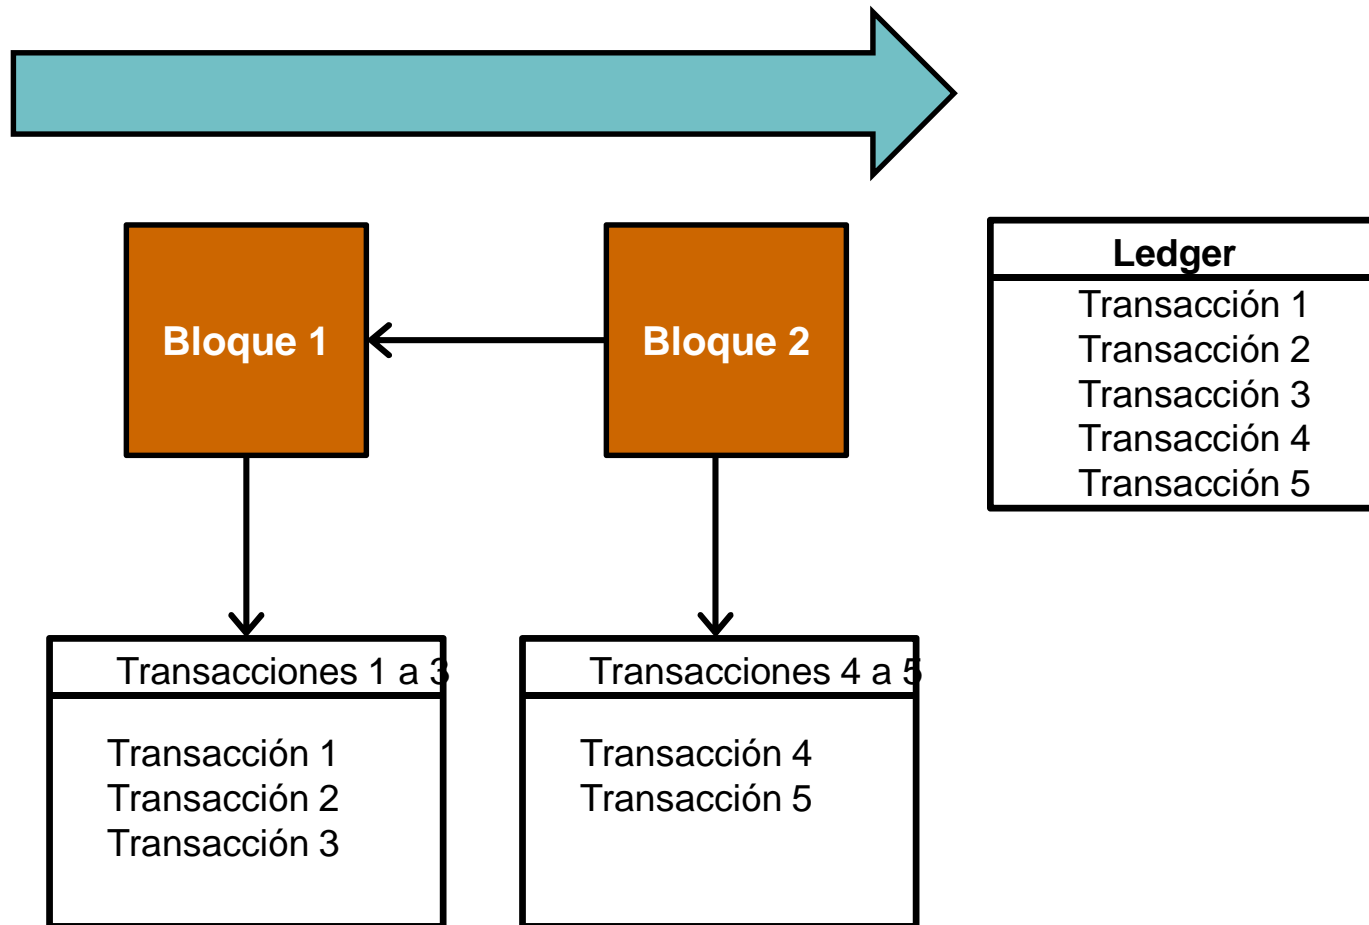 Bloque 1
Bloque 2
Ledger
Transacción 1
Transacción 2
Transacción 3
Transacción 4
Transacción 5
Transacciones 1 a 3
Transacción 1
Transacción 2
Transacción 3
Transacciones 4 a 5
Transacción 4
Transacción 5